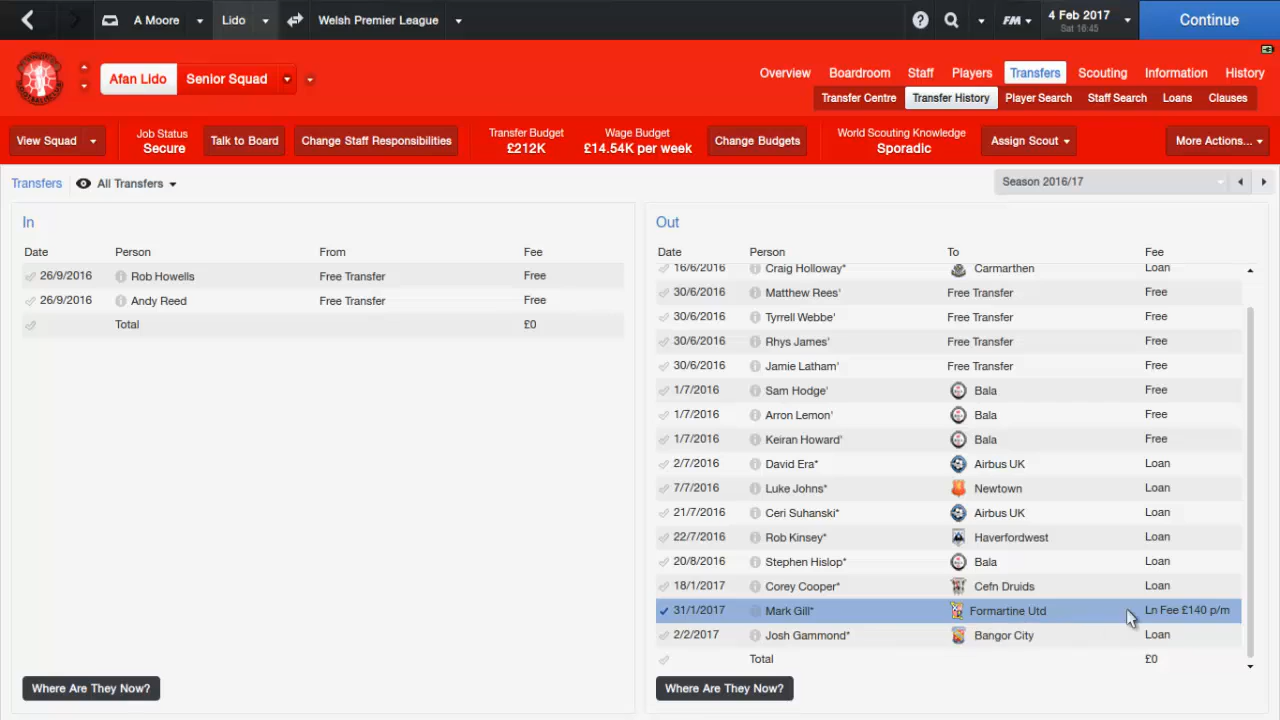 A Moore Lido Welsh Premier League FM 4 Feb 2017 Continue
Sat 16:45
Afan Lido Senior Squad
Overview Boardroom Staff Players Transfers Scouting Information History
Transfer Centre Transfer History Player Search Staff Search Loans Clauses
View Squad Job Status Secure Talk to Board Change Staff Responsibilities Transfer Budget £212K Wage Budget £14.54K per week Change Budgets World Scouting Knowledge Sporadic Assign Scout More Actions...
Transfers All Transfers Season 2016/17
In
Date Person From Fee
26/9/2016 Rob Howells Free Transfer Free
26/9/2016 Andy Reed Free Transfer Free
Total £0
Where Are They Now?
Out
Date Person To Fee
16/6/2016 Craig Holloway* Carmarthen Loan
30/6/2016 Matthew Rees' Free Transfer Free
30/6/2016 Tyrrell Webbe' Free Transfer Free
30/6/2016 Rhys James' Free Transfer Free
30/6/2016 Jamie Latham' Free Transfer Free
1/7/2016 Sam Hodge' Bala Free
1/7/2016 Arron Lemon' Bala Free
1/7/2016 Keiran Howard' Bala Free
2/7/2016 David Era* Airbus UK Loan
7/7/2016 Luke Johns* Newtown Loan
21/7/2016 Ceri Suhanski* Airbus UK Loan
22/7/2016 Rob Kinsey* Haverfordwest Loan
20/8/2016 Stephen Hislop* Bala Loan
18/1/2017 Corey Cooper* Cefn Druids Loan
31/1/2017 Mark Gill* Formartine Utd Ln Fee £140 p/m
2/2/2017 Josh Gammond* Bangor City Loan
Total £0
Where Are They Now?